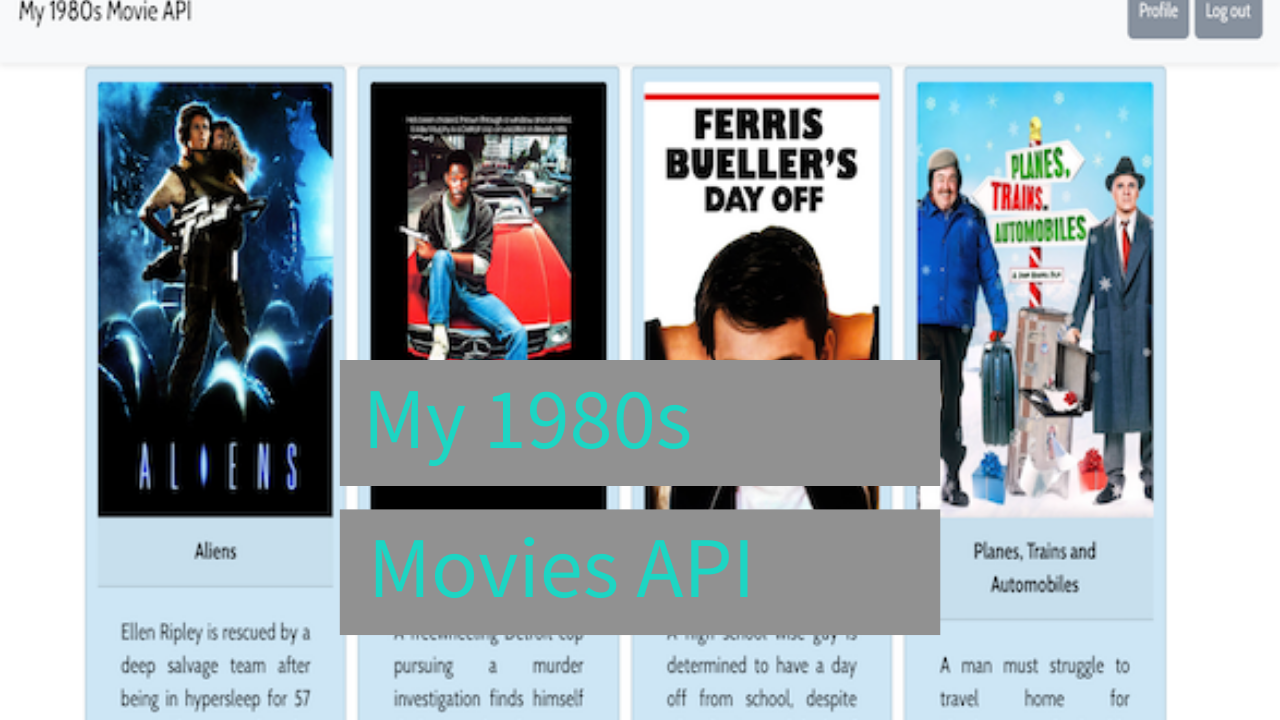 My 1980s Movie API
Profile
Log out
FERRIS
BUELLER'S
DAY OFF
PLANES,
TRAINS.
AUTOMOBILES
ALIENS
My 1980s
Movies API
Aliens
Planes, Trains and
Automobiles
Ellen Ripley is rescued by a
deep salvage team after
being in hypersleep for 57
A freewheeling Detroit cop
pursuing a murder
investigation finds himself
A high school wise guy is
determined to have a day
off from school, despite
A man must struggle to
travel home for